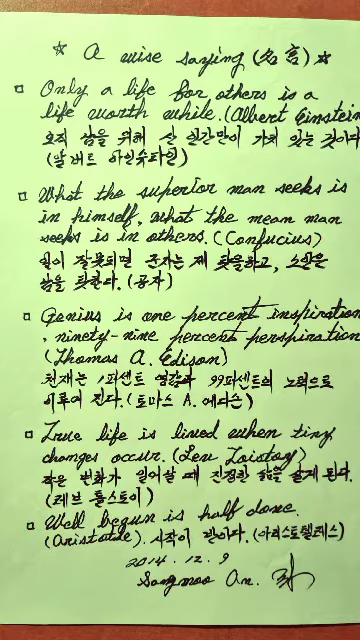 ☆ A wise saying (名言) ☆
□ Only a life for others is a
life worth while. (Albert Einstein
오직 남을 위해 산 인간만이 가치 있는 것이다
(알버트 아인슈타인)
□ What the superior man seeks is
in himself, what the mean man
seeks is in others. (Confucius)
일이 잘못되면 군자는 제 탓을하고, 소인은
남을 탓한다. (공자)
□ Genius is one percent inspiration
, ninety-nine percent perspiration
(Thomas A. Edison)
천재는 1퍼센트 영감과 99퍼센트의 노력으로
이루어 진다. (토마스 A. 에디슨)
□ True life is lived when tiny
changes occur. (Leu Tolstoy)
작은 변화가 일어날 때 진정한 삶을 살게 된다.
(레브 톨스토이)
□ Well begun is half done.
(Aristotle). 시작이 반이다. (아리스토텔레스)
2014. 12. 9
Sangmoo An.